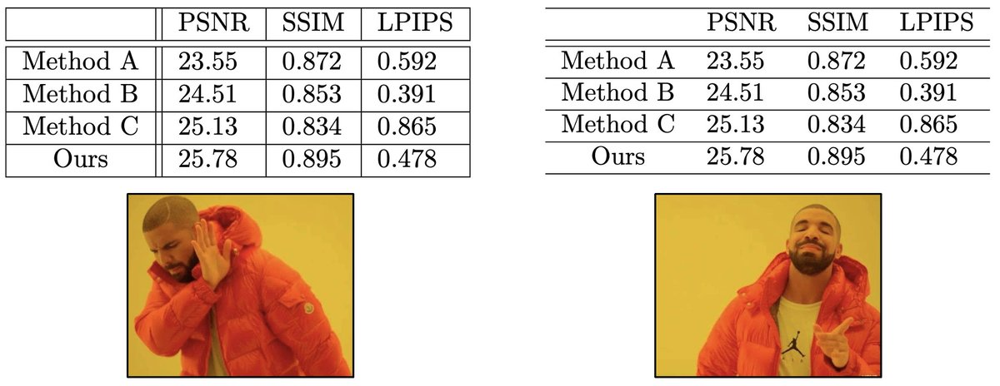 PSNR SSIM LPIPS
Method A 23.55 0.872 0.592
Method B 24.51 0.853 0.391
Method C 25.13 0.834 0.865
Ours 25.78 0.895 0.478
PSNR SSIM LPIPS
Method A 23.55 0.872 0.592
Method B 24.51 0.853 0.391
Method C 25.13 0.834 0.865
Ours 25.78 0.895 0.478